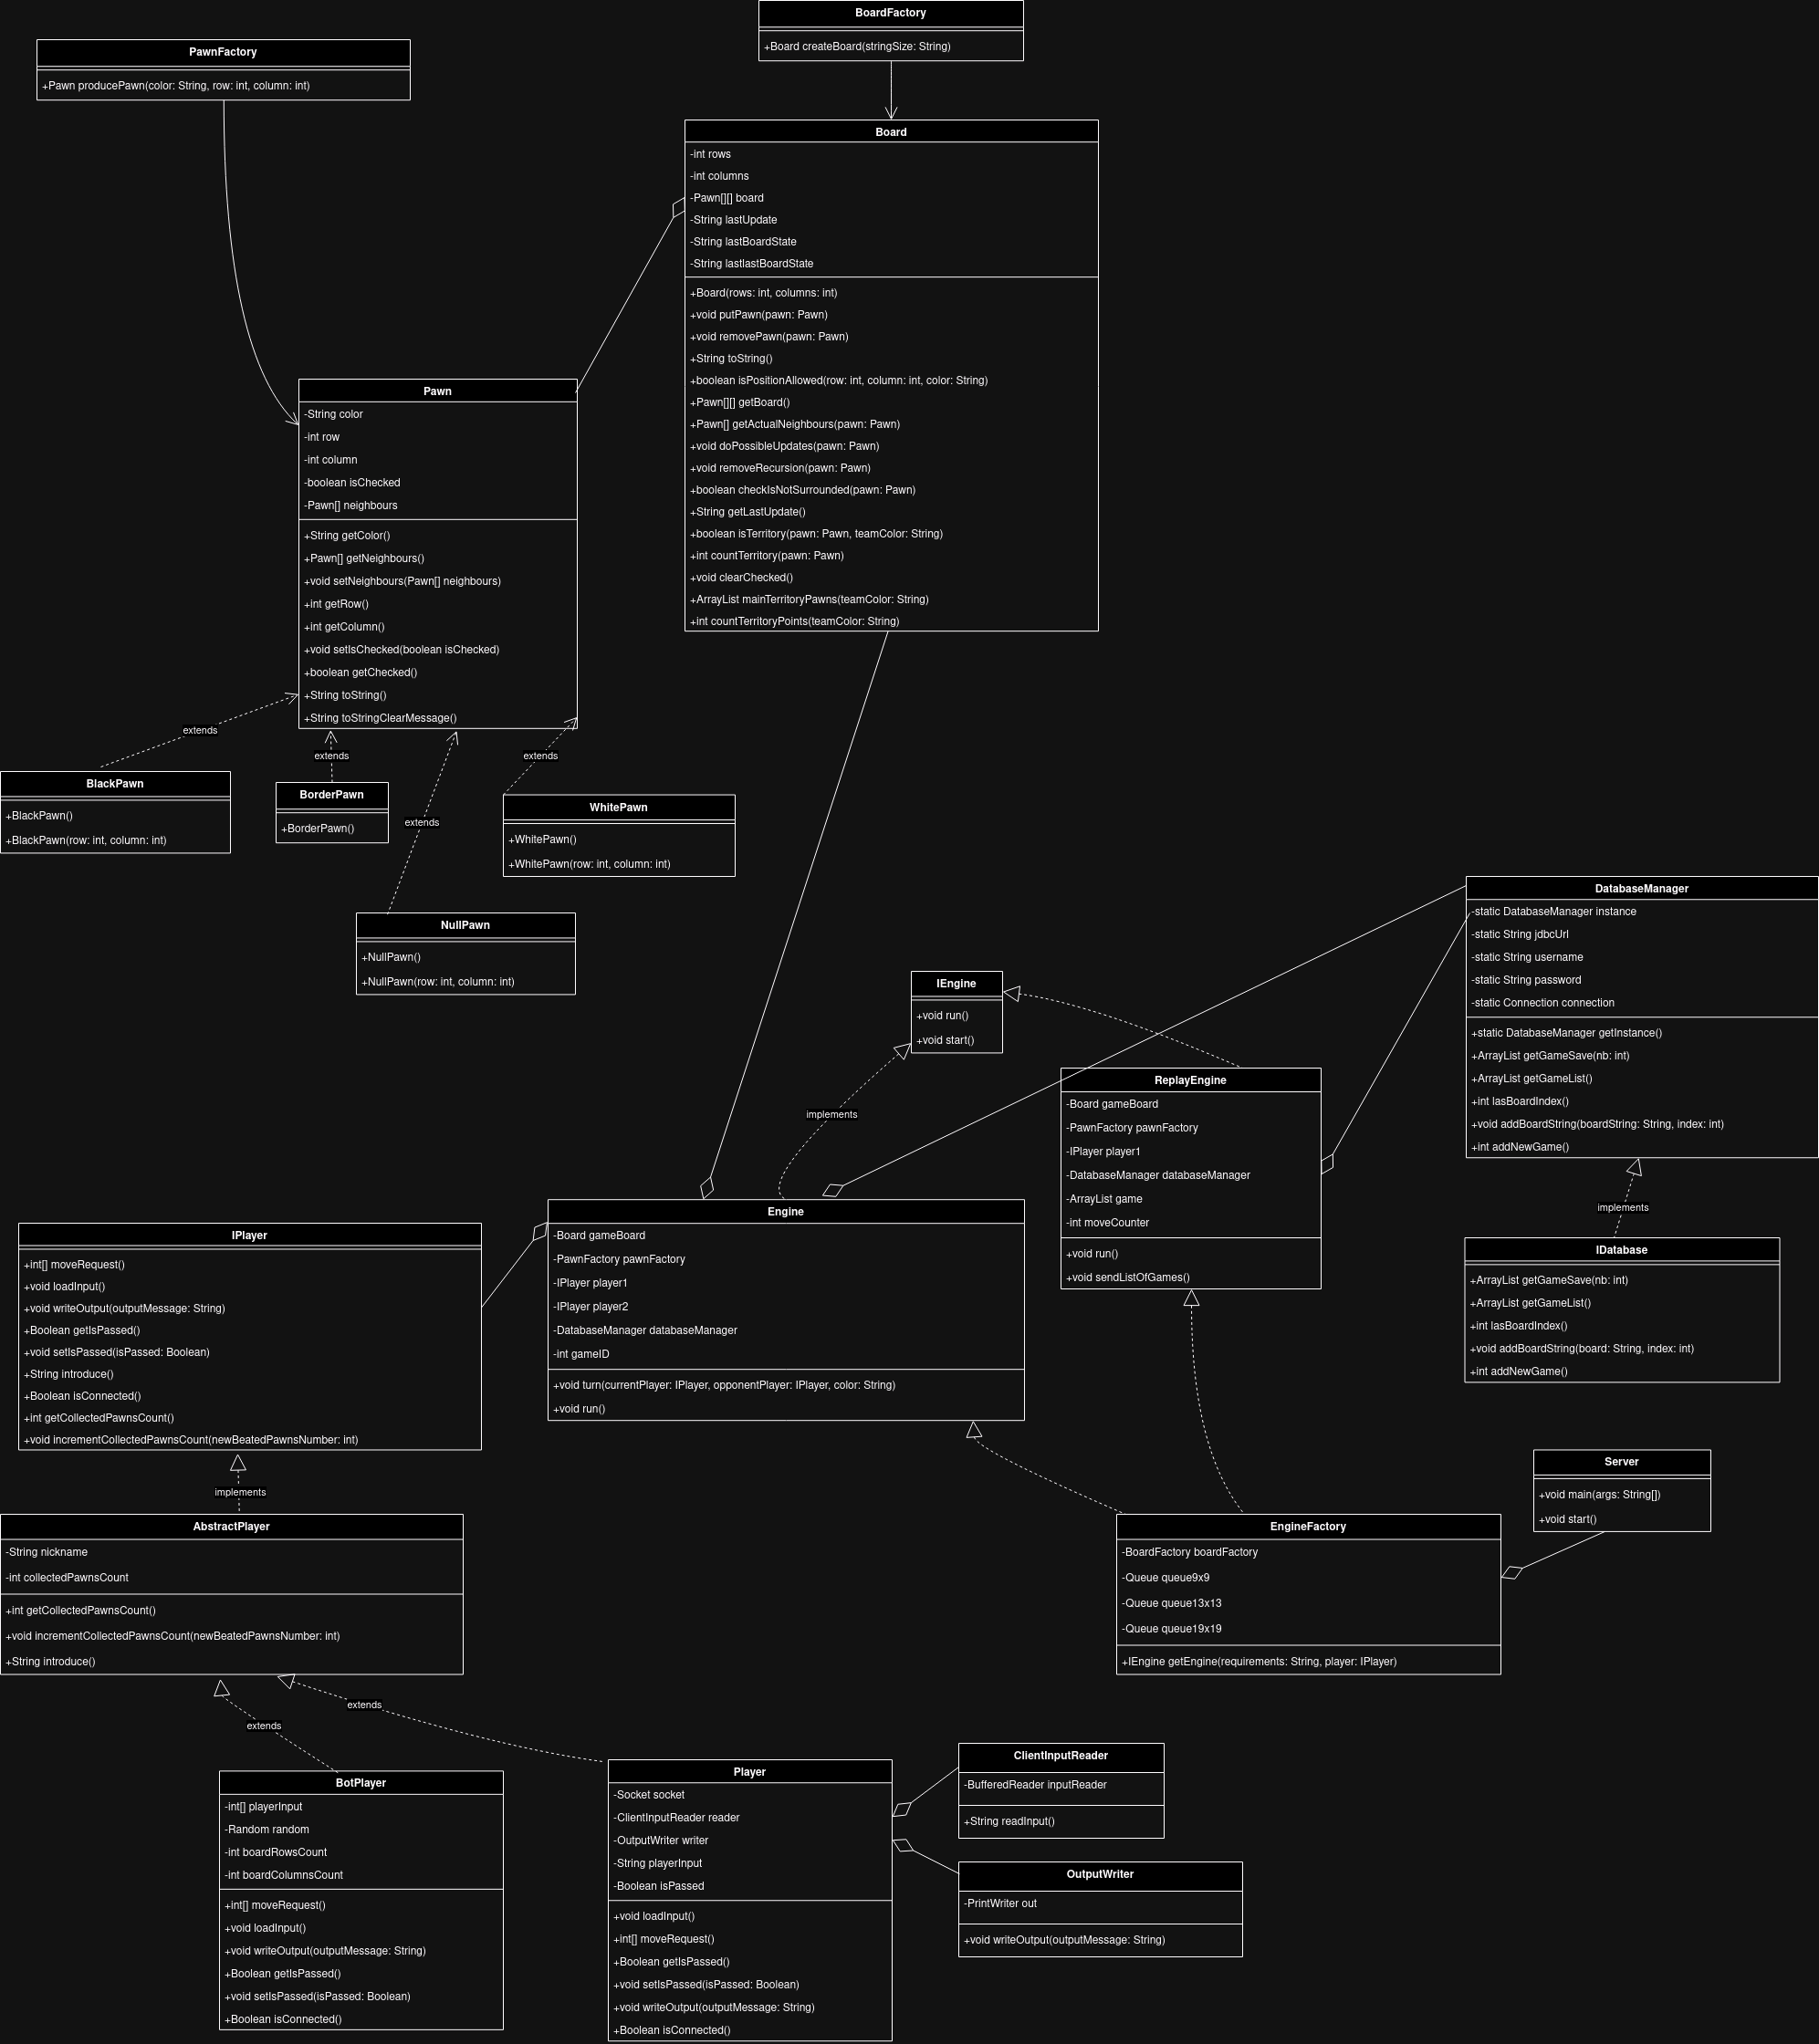 BoardFactory
+Board createBoard(stringSize: String)
PawnFactory
+Pawn producePawn(color: String, row: int, column: int)
Board
-int rows
-int columns
-Pawn[][] board
-String lastUpdate
-String lastBoardState
-String lastlastBoardState
+Board(rows: int, columns: int)
+void putPawn(pawn: Pawn)
+void removePawn(pawn: Pawn)
+String toString()
+boolean isPositionAllowed(row: int, column: int, color: String)
+Pawn[][] getBoard()
+Pawn[] getActualNeighbours(pawn: Pawn)
+void doPossibleUpdates(pawn: Pawn)
+void removeRecursion(pawn: Pawn)
+boolean checkIsNotSurrounded(pawn: Pawn)
+String getLastUpdate()
+boolean isTerritory(pawn: Pawn, teamColor: String)
+int countTerritory(pawn: Pawn)
+void clearChecked()
+ArrayList mainTerritoryPawns(teamColor: String)
+int countTerritoryPoints(teamColor: String)
Pawn
-String color
-int row
-int column
-boolean isChecked
-Pawn[] neighbours
+String getColor()
+Pawn[] getNeighbours()
+void setNeighbours(Pawn[] neighbours)
+int getRow()
+int getColumn()
+void setIsChecked(boolean isChecked)
+boolean getChecked()
+String toString()
+String toStringClearMessage()
extends
extends
extends
extends
BlackPawn
+BlackPawn()
+BlackPawn(row: int, column: int)
BorderPawn
+BorderPawn()
WhitePawn
+WhitePawn()
+WhitePawn(row: int, column: int)
NullPawn
+NullPawn()
+NullPawn(row: int, column: int)
DatabaseManager
-static DatabaseManager instance
-static String jdbcUrl
-static String username
-static String password
-static Connection connection
+static DatabaseManager getInstance()
+ArrayList getGameSave(nb: int)
+ArrayList getGameList()
+int lasBoardIndex()
+void addBoardString(boardString: String, index: int)
+int addNewGame()
IEngine
+void run()
+void start()
implements
ReplayEngine
-Board gameBoard
-PawnFactory pawnFactory
-IPlayer player1
-DatabaseManager databaseManager
-ArrayList game
-int moveCounter
+void run()
+void sendListOfGames()
implements
IDatabase
+ArrayList getGameSave(nb: int)
+ArrayList getGameList()
+int lasBoardIndex()
+void addBoardString(board: String, index: int)
+int addNewGame()
Engine
-Board gameBoard
-PawnFactory pawnFactory
-IPlayer player1
-IPlayer player2
-DatabaseManager databaseManager
-int gameID
+void turn(currentPlayer: IPlayer, opponentPlayer: IPlayer, color: String)
+void run()
IPlayer
+int[] moveRequest()
+void loadInput()
+void writeOutput(outputMessage: String)
+Boolean getIsPassed()
+void setIsPassed(isPassed: Boolean)
+String introduce()
+Boolean isConnected()
+int getCollectedPawnsCount()
+void incrementCollectedPawnsCount(newBeatedPawnsNumber: int)
implements
AbstractPlayer
-String nickname
-int collectedPawnsCount
+int getCollectedPawnsCount()
+void incrementCollectedPawnsCount(newBeatedPawnsNumber: int)
+String introduce()
Server
+void main(args: String[])
+void start()
EngineFactory
-BoardFactory boardFactory
-Queue queue9x9
-Queue queue13x13
-Queue queue19x19
+IEngine getEngine(requirements: String, player: IPlayer)
extends
extends
BotPlayer
-int[] playerInput
-Random random
-int boardRowsCount
-int boardColumnsCount
+int[] moveRequest()
+void loadInput()
+void writeOutput(outputMessage: String)
+Boolean getIsPassed()
+void setIsPassed(isPassed: Boolean)
+Boolean isConnected()
Player
-Socket socket
-ClientInputReader reader
-OutputWriter writer
-String playerInput
-Boolean isPassed
+void loadInput()
+int[] moveRequest()
+Boolean getIsPassed()
+void setIsPassed(isPassed: Boolean)
+void writeOutput(outputMessage: String)
+Boolean isConnected()
ClientInputReader
-BufferedReader inputReader
+String readInput()
OutputWriter
-PrintWriter out
+void writeOutput(outputMessage: String)